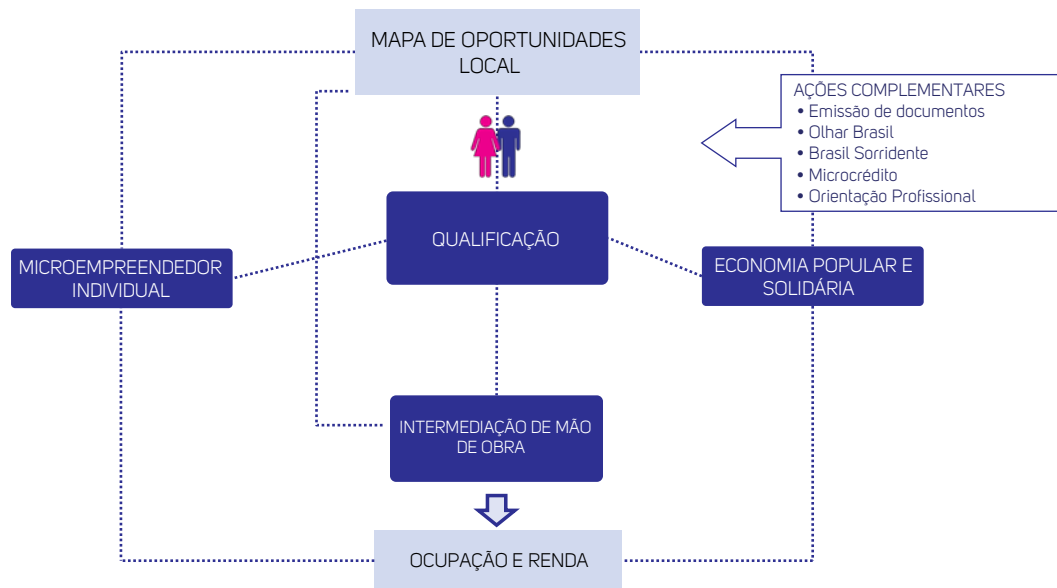 MAPA DE OPORTUNIDADES
LOCAL
AÇÕES COMPLEMENTARES
• Emissão de documentos
• Olhar Brasil
• Brasil Sorridente
• Microcrédito
• Orientação Profissional
QUALIFICAÇÃO
MICROEMPREENDEDOR
INDIVIDUAL
ECONOMIA POPULAR E
SOLIDÁRIA
INTERMEDIAÇÃO DE MÃO
DE OBRA
OCUPAÇÃO E RENDA